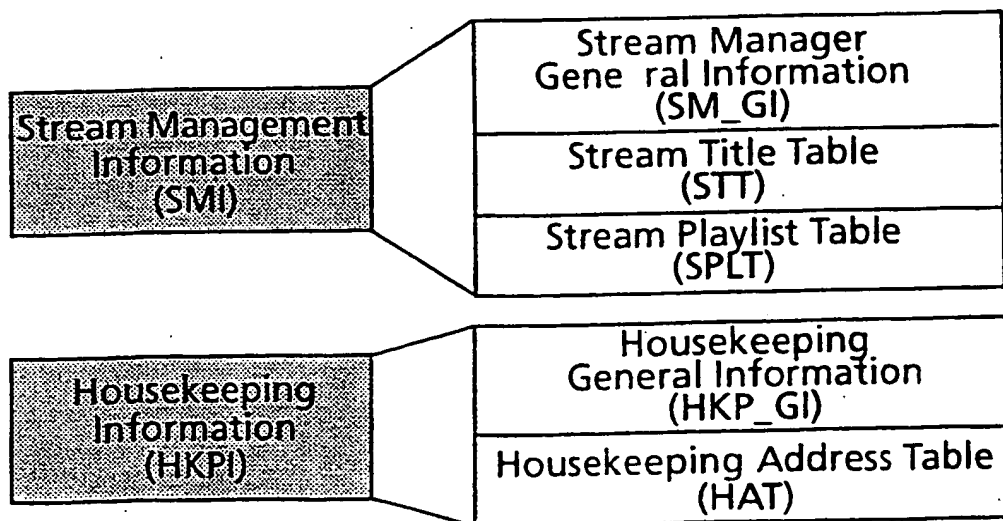 Stream Management
Information
(SMI)
Stream Manager
Gene ral Information
(SM_GI)
Stream Title Table
(STT)
Stream Playlist Table
(SPLT)
Housekeeping
Information
(HKPI)
Housekeeping
General Information
(HKP_GI)
Housekeeping Address Table
(HAT)